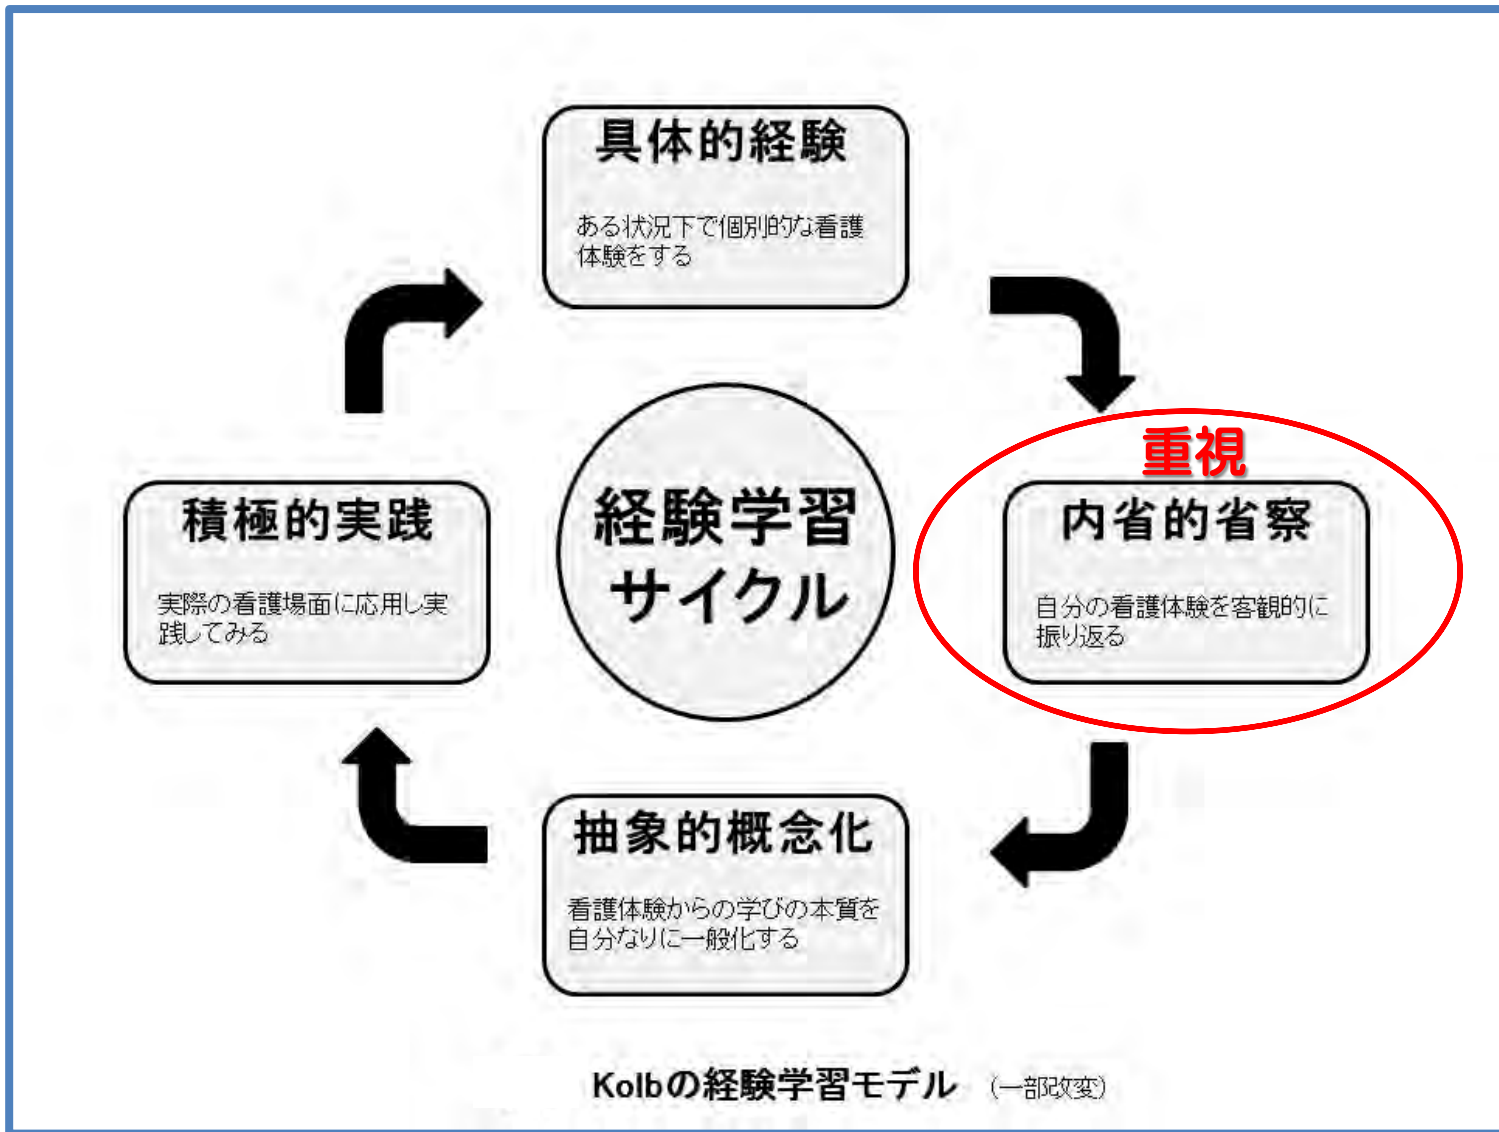 具体的経験
ある状況下で個別的な看護
体験をする
重視
内省的省察
自分の看護体験を客観的に
振り返る
経験学習
サイクル
積極的実践
実際の看護場面に応用し実
践してみる
抽象的概念化
看護体験からの学びの本質を
自分なりに一般化する
Kolbの経験学習モデル （一部改変）